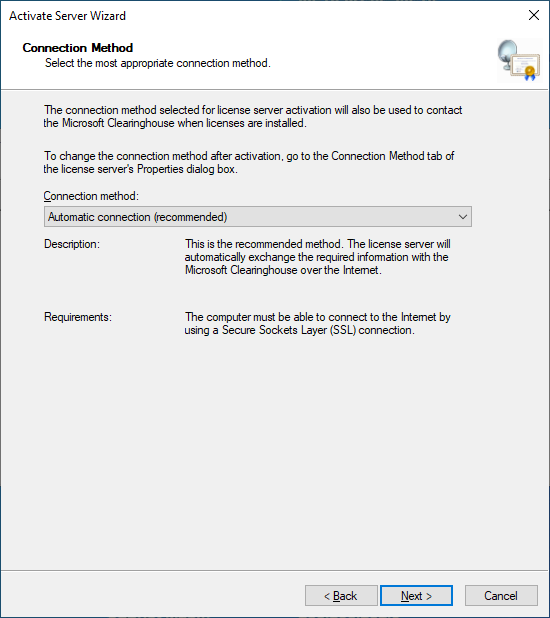 Activate Server Wizard
Connection Method
Select the most appropriate connection method.
The connection method selected for license server activation will also be used to contact
the Microsoft Clearinghouse when licenses are installed.
To change the connection method after activation, go to the Connection Method tab of
the license server's Properties dialog box.
Connection method:
Automatic connection (recommended)
Description:
This is the recommended method. The license server will
automatically exchange the required information with the
Microsoft Clearinghouse over the Internet.
Requirements:
The computer must be able to connect to the Internet by
using a Secure Sockets Layer (SSL) connection.
< Back
Next >
Cancel